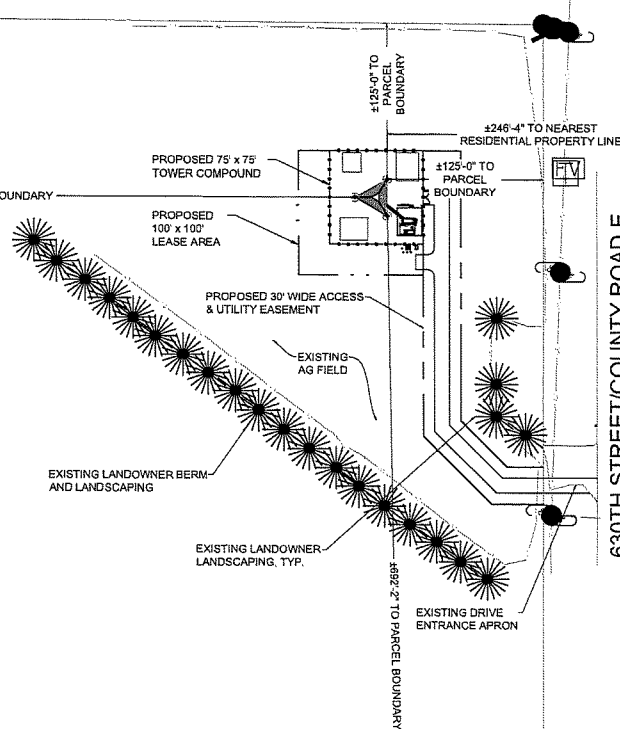 ±125'-0" TO
PARCEL
BOUNDARY
±246'-4" TO NEAREST
RESIDENTIAL PROPERTY LINE
PROPOSED 75' x 75'
TOWER COMPOUND
±125'-0" TO
PARCEL
BOUNDARY
OUNDARY
PROPOSED
100' x 100'
LEASE AREA
PROPOSED 30' WIDE ACCESS
& UTILITY EASEMENT
EXISTING
AG FIELD
EXISTING LANDOWNER BERM
AND LANDSCAPING
EXISTING LANDOWNER
LANDSCAPING, TYP.
±692'-2" TO PARCEL BOUNDARY
EXISTING DRIVE
ENTRANCE APRON
630TH STREET/COUNTY ROAD E